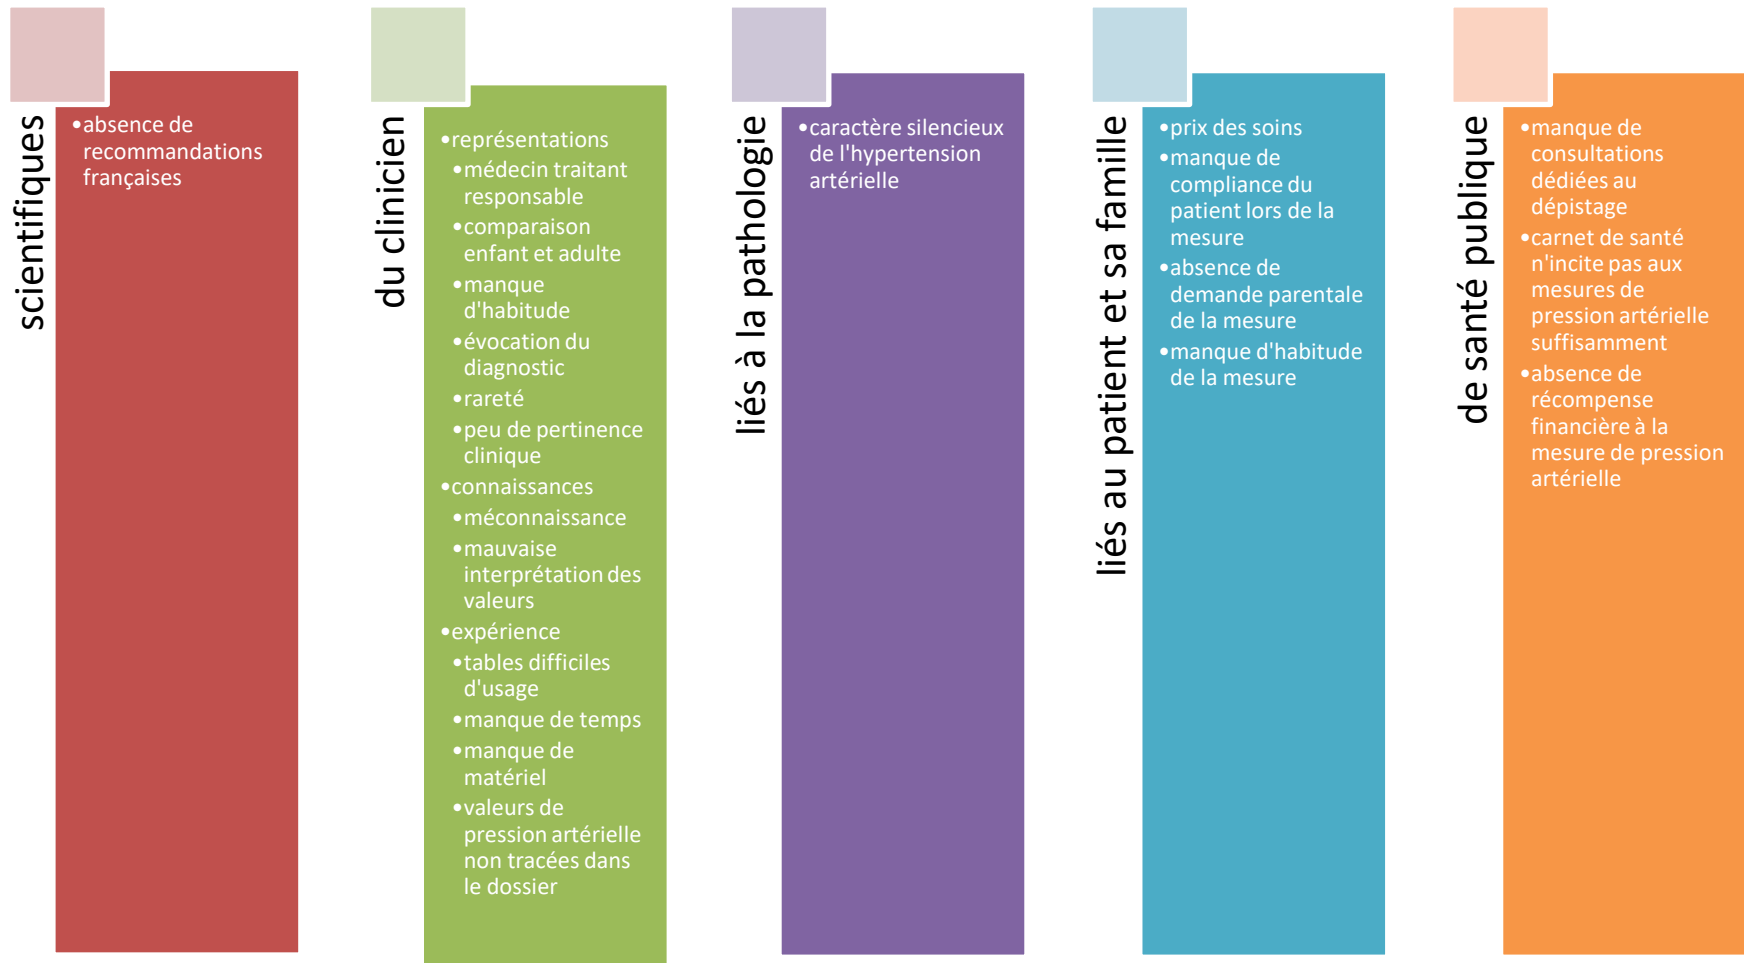 scientifiques
•absence de
recommandations
françaises
du clinicien
•représentations
•médecin traitant
responsable
•comparaison
enfant et adulte
•manque
d'habitude
•évocation du
diagnostic
•rareté
•peu de pertinence
clinique
•connaissances
•méconnaissance
•mauvaise
interprétation des
valeurs
•expérience
•tables difficiles
d'usage
•manque de temps
•manque de
matériel
•valeurs de
pression artérielle
non tracées dans
le dossier
liés à la pathologie
•caractère silencieux
de l'hypertension
artérielle
liés au patient et sa famille
•prix des soins
•manque de
compliance du
patient lors de la
mesure
•absence de
demande parentale
de la mesure
•manque d'habitude
de la mesure
de santé publique
•manque de
consultations
dédiées au
dépistage
•carnet de santé
n'incite pas aux
mesures de
pression artérielle
suffisamment
•absence de
récompense
financière à la
mesure de pression
artérielle